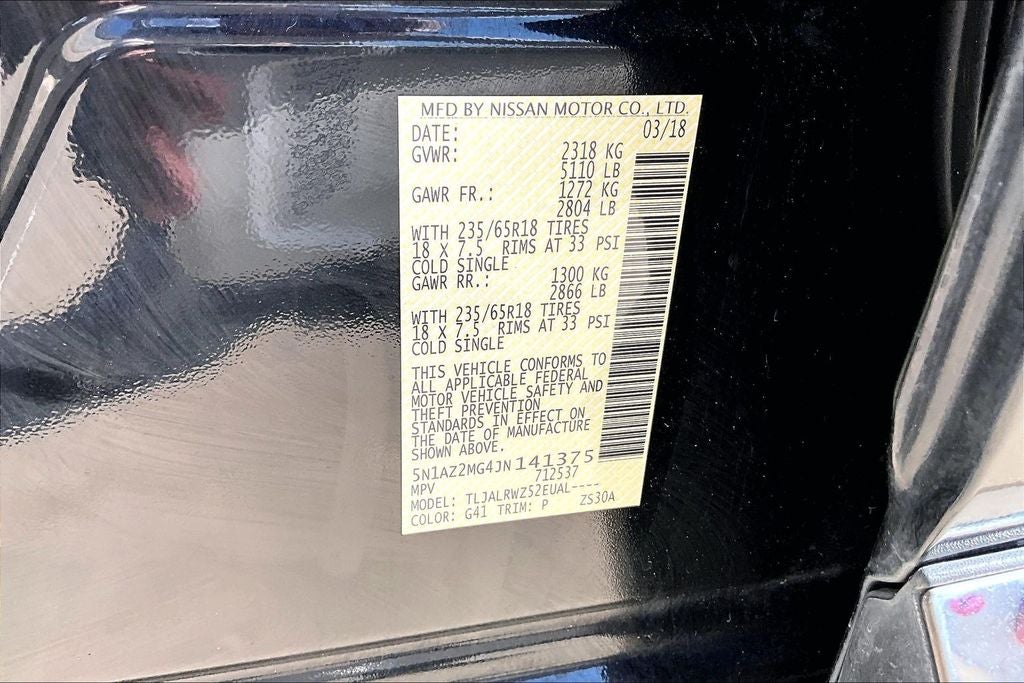 MFD BY NISSAN MOTOR CO., LTD.
DATE: 03/18
GVWR: 2318 KG
5110 LB
GAWR FR.: 1272 KG
2804 LB
WITH 235/65R18 TIRES
18 X 7.5 RIMS AT 33 PSI
COLD SINGLE
GAWR RR.: 1300 KG
2866 LB
WITH 235/65R18 TIRES
18 X 7.5 RIMS AT 33 PSI
COLD SINGLE
THIS VEHICLE CONFORMS TO
ALL APPLICABLE FEDERAL
MOTOR VEHICLE SAFETY AND
THEFT PREVENTION
STANDARDS IN EFFECT ON
THE DATE OF MANUFACTURE
SHOWN ABOVE.
5N1AZ2MG4JN141375
MPV 712537
MODEL: TLJALRWZ52EUAL----
COLOR: G41 TRIM: P ZS30A